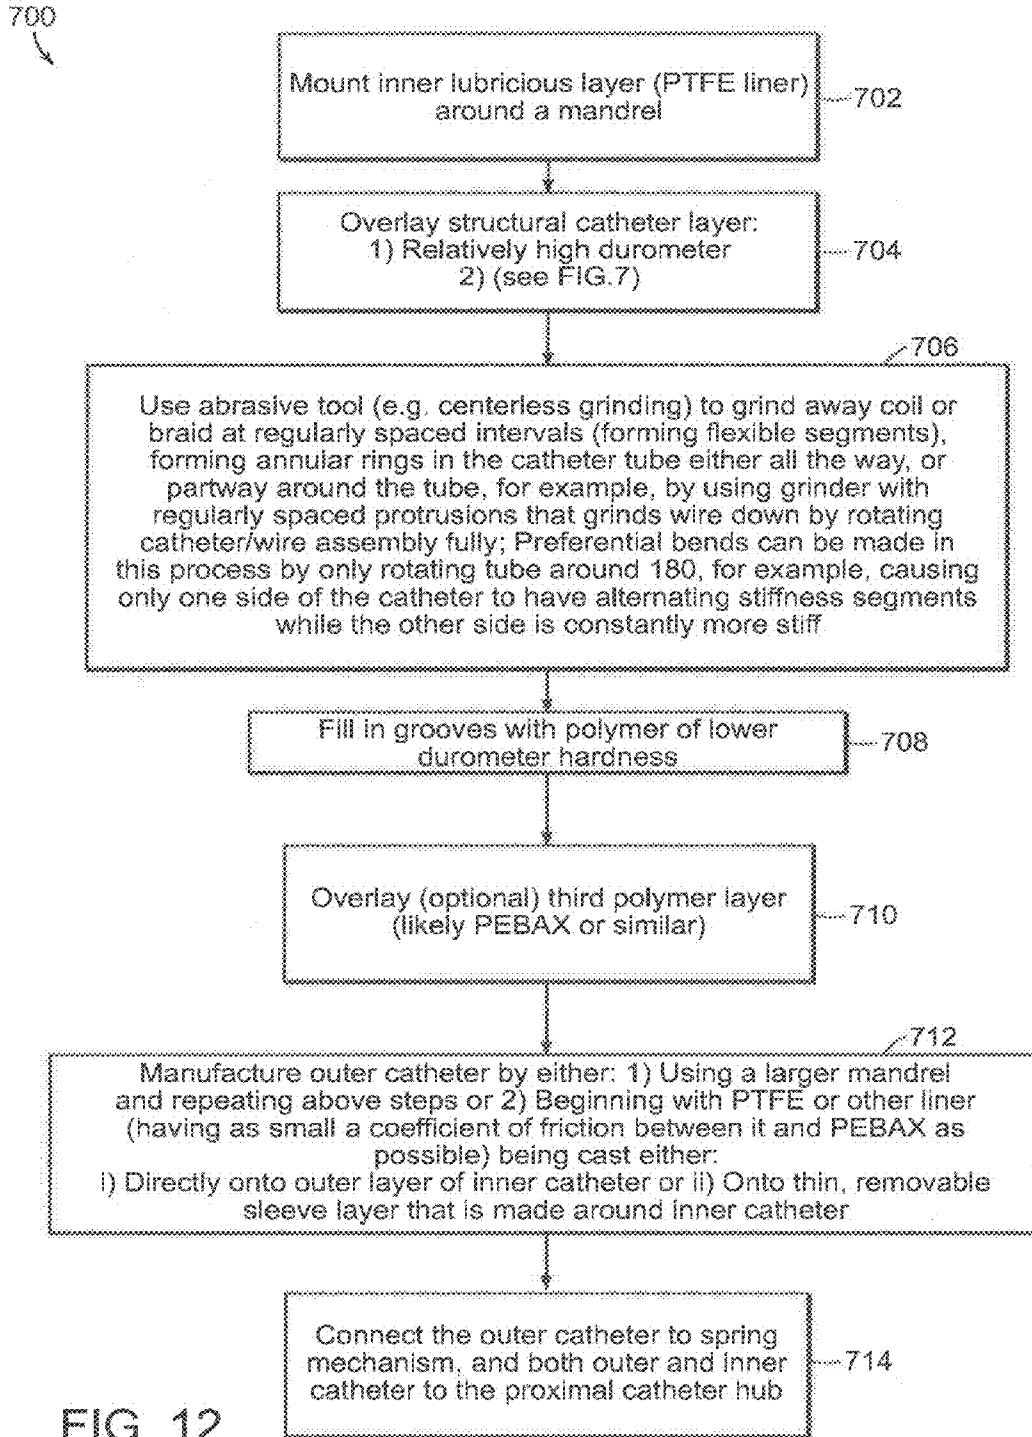 700
Mount inner lubricious layer (PTFE liner)
around a mandrel
702
Overlay structural catheter layer:
1) Relatively high durometer
2) (see FIG.7)
704
706
Use abrasive tool (e.g. centerless grinding) to grind away coil or
braid at regularly spaced intervals (forming flexible segments),
forming annular rings in the catheter tube either all the way, or
partway around the tube, for example, by using grinder with
regularly spaced protrusions that grinds wire down by rotating
catheter/wire assembly fully; Preferential bends can be made in
this process by only rotating tube around 180, for example, causing
only one side of the catheter to have alternating stiffness segments
while the other side is constantly more stiff
Fill in grooves with polymer of lower
durometer hardness
708
Overlay (optional) third polymer layer
(likely PEBAX or similar)
710
712
Manufacture outer catheter by either: 1) Using a larger mandrel
and repeating above steps or 2) Beginning with PTFE or other liner
(having as small a coefficient of friction between it and PEBAX as
possible) being cast either:
i) Directly onto outer layer of inner catheter or ii) Onto thin, removable
sleeve layer that is made around inner catheter
Connect the outer catheter to spring
mechanism, and both outer and inner
catheter to the proximal catheter hub
714
FIG. 12